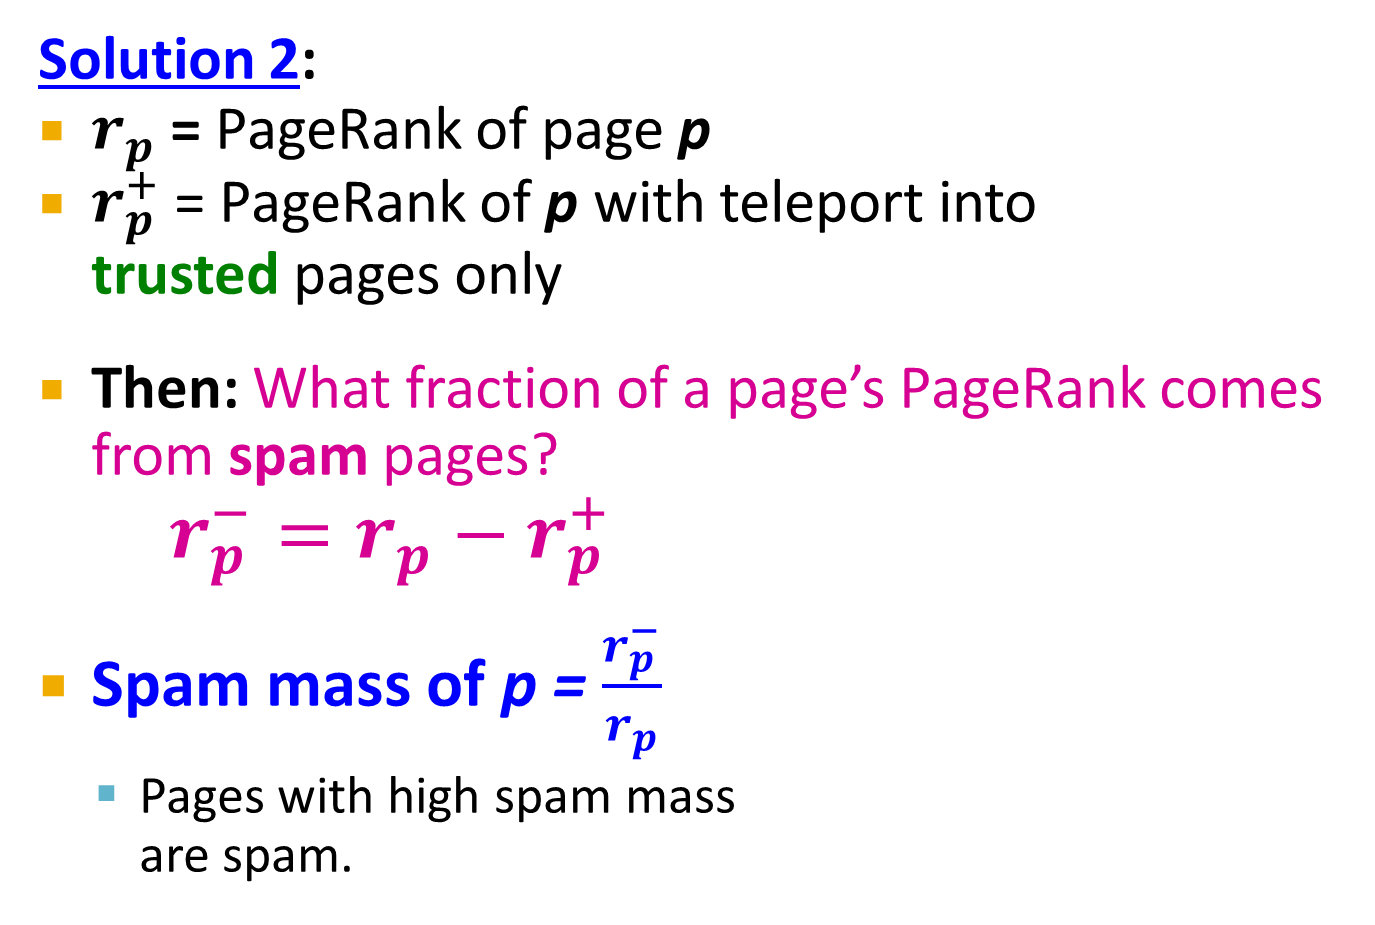 Solution 2:
▪ r_p = PageRank of page p
▪ r_p^+ = PageRank of p with teleport into
trusted pages only
▪ Then: What fraction of a page’s PageRank comes
from spam pages?
r_p^− = r_p − r_p^+
▪ Spam mass of p = r_p^− / r_p
▪ Pages with high spam mass
are spam.